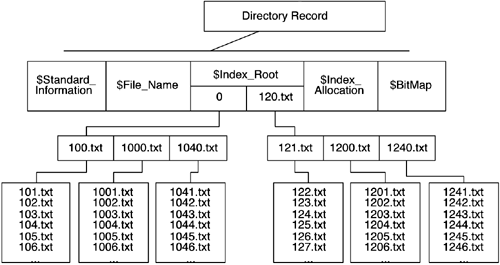 Directory Record
$Standard_
Information
$File_Name
$Index_Root
0
120.txt
$Index_
Allocation
$BitMap
100.txt
1000.txt
1040.txt
121.txt
1200.txt
1240.txt
101.txt
102.txt
103.txt
104.txt
105.txt
106.txt
...
1001.txt
1002.txt
1003.txt
1004.txt
1005.txt
1006.txt
...
1041.txt
1042.txt
1043.txt
1044.txt
1045.txt
1046.txt
...
122.txt
123.txt
124.txt
125.txt
126.txt
127.txt
...
1201.txt
1202.txt
1203.txt
1204.txt
1205.txt
1206.txt
...
1241.txt
1242.txt
1243.txt
1244.txt
1245.txt
1246.txt
...